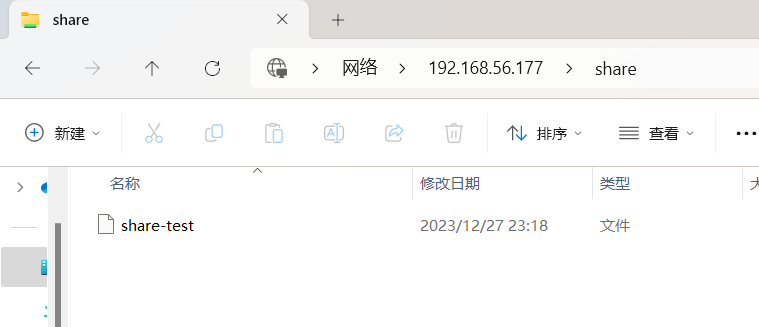 share
网络 192.168.56.177 share
新建 排序 查看
名称 修改日期 类型 大
share-test 2023/12/27 23:18 文件